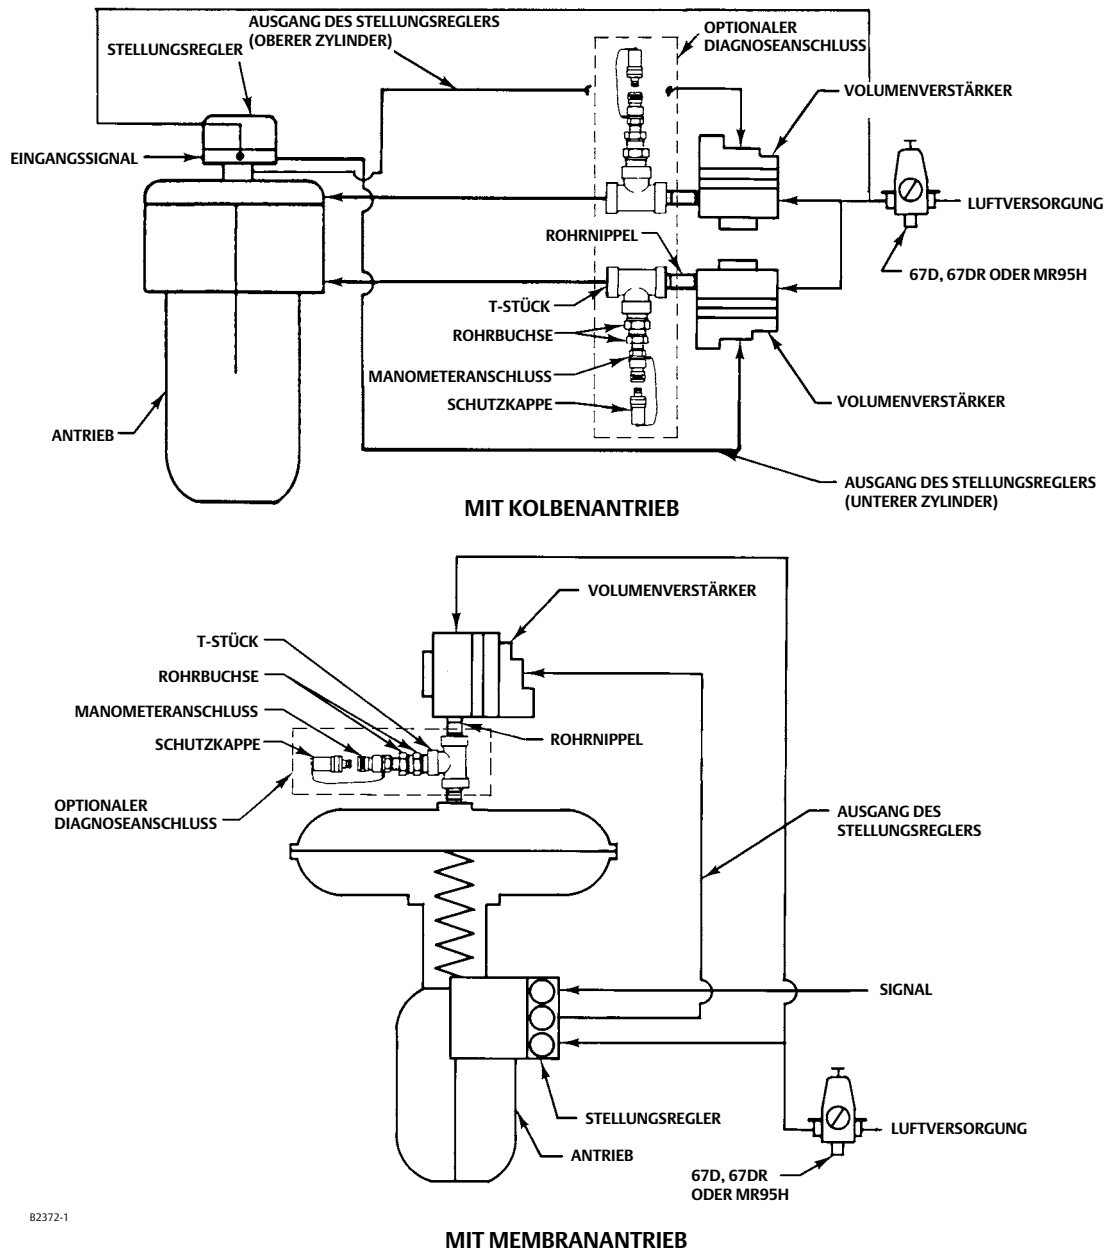 AUSGANG DES STELLUNGSREGLERS
(OBERER ZYLINDER)
STELLUNGSREGLER
OPTIONALER
DIAGNOSEANSCHLUSS
VOLUMENVERSTÄRKER
EINGANGSSIGNAL
LUFTVERSORGUNG
ROHRNIPPEL
67D, 67DR ODER MR95H
T-STÜCK
ROHRBUCHSE
MANOMETERANSCHLUSS
SCHUTZKAPPE
VOLUMENVERSTÄRKER
ANTRIEB
AUSGANG DES STELLUNGSREGLERS
(UNTERER ZYLINDER)
MIT KOLBENANTRIEB
VOLUMENVERSTÄRKER
T-STÜCK
ROHRBUCHSE
MANOMETERANSCHLUSS
SCHUTZKAPPE
ROHRNIPPEL
OPTIONALER
DIAGNOSEANSCHLUSS
AUSGANG DES
STELLUNGSREGLERS
SIGNAL
STELLUNGSREGLER
LUFTVERSORGUNG
ANTRIEB
67D, 67DR
ODER MR95H
B2372-1
MIT MEMBRANANTRIEB